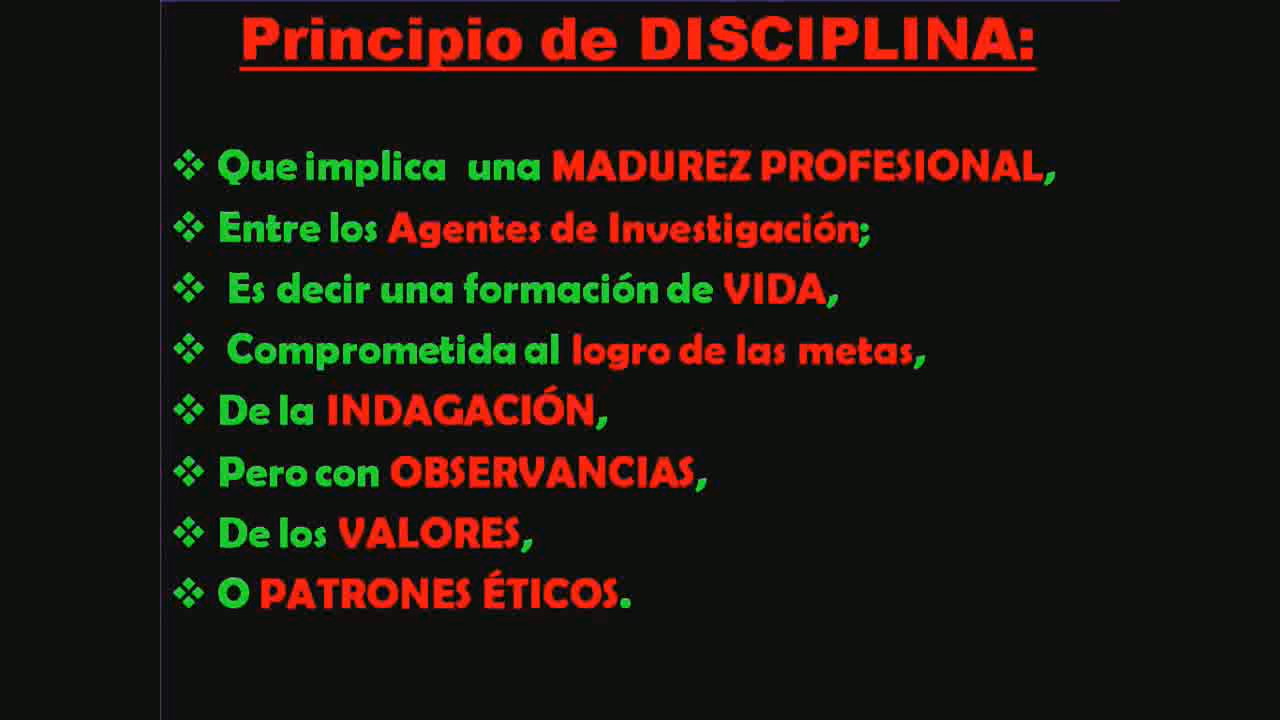 Principio de DISCIPLINA:
❖ Que implica una MADUREZ PROFESIONAL,
❖ Entre los Agentes de Investigación;
❖ Es decir una formación de VIDA,
❖ Comprometida al logro de las metas,
❖ De la INDAGACIÓN,
❖ Pero con OBSERVANCIAS,
❖ De los VALORES,
❖ O PATRONES ÉTICOS.